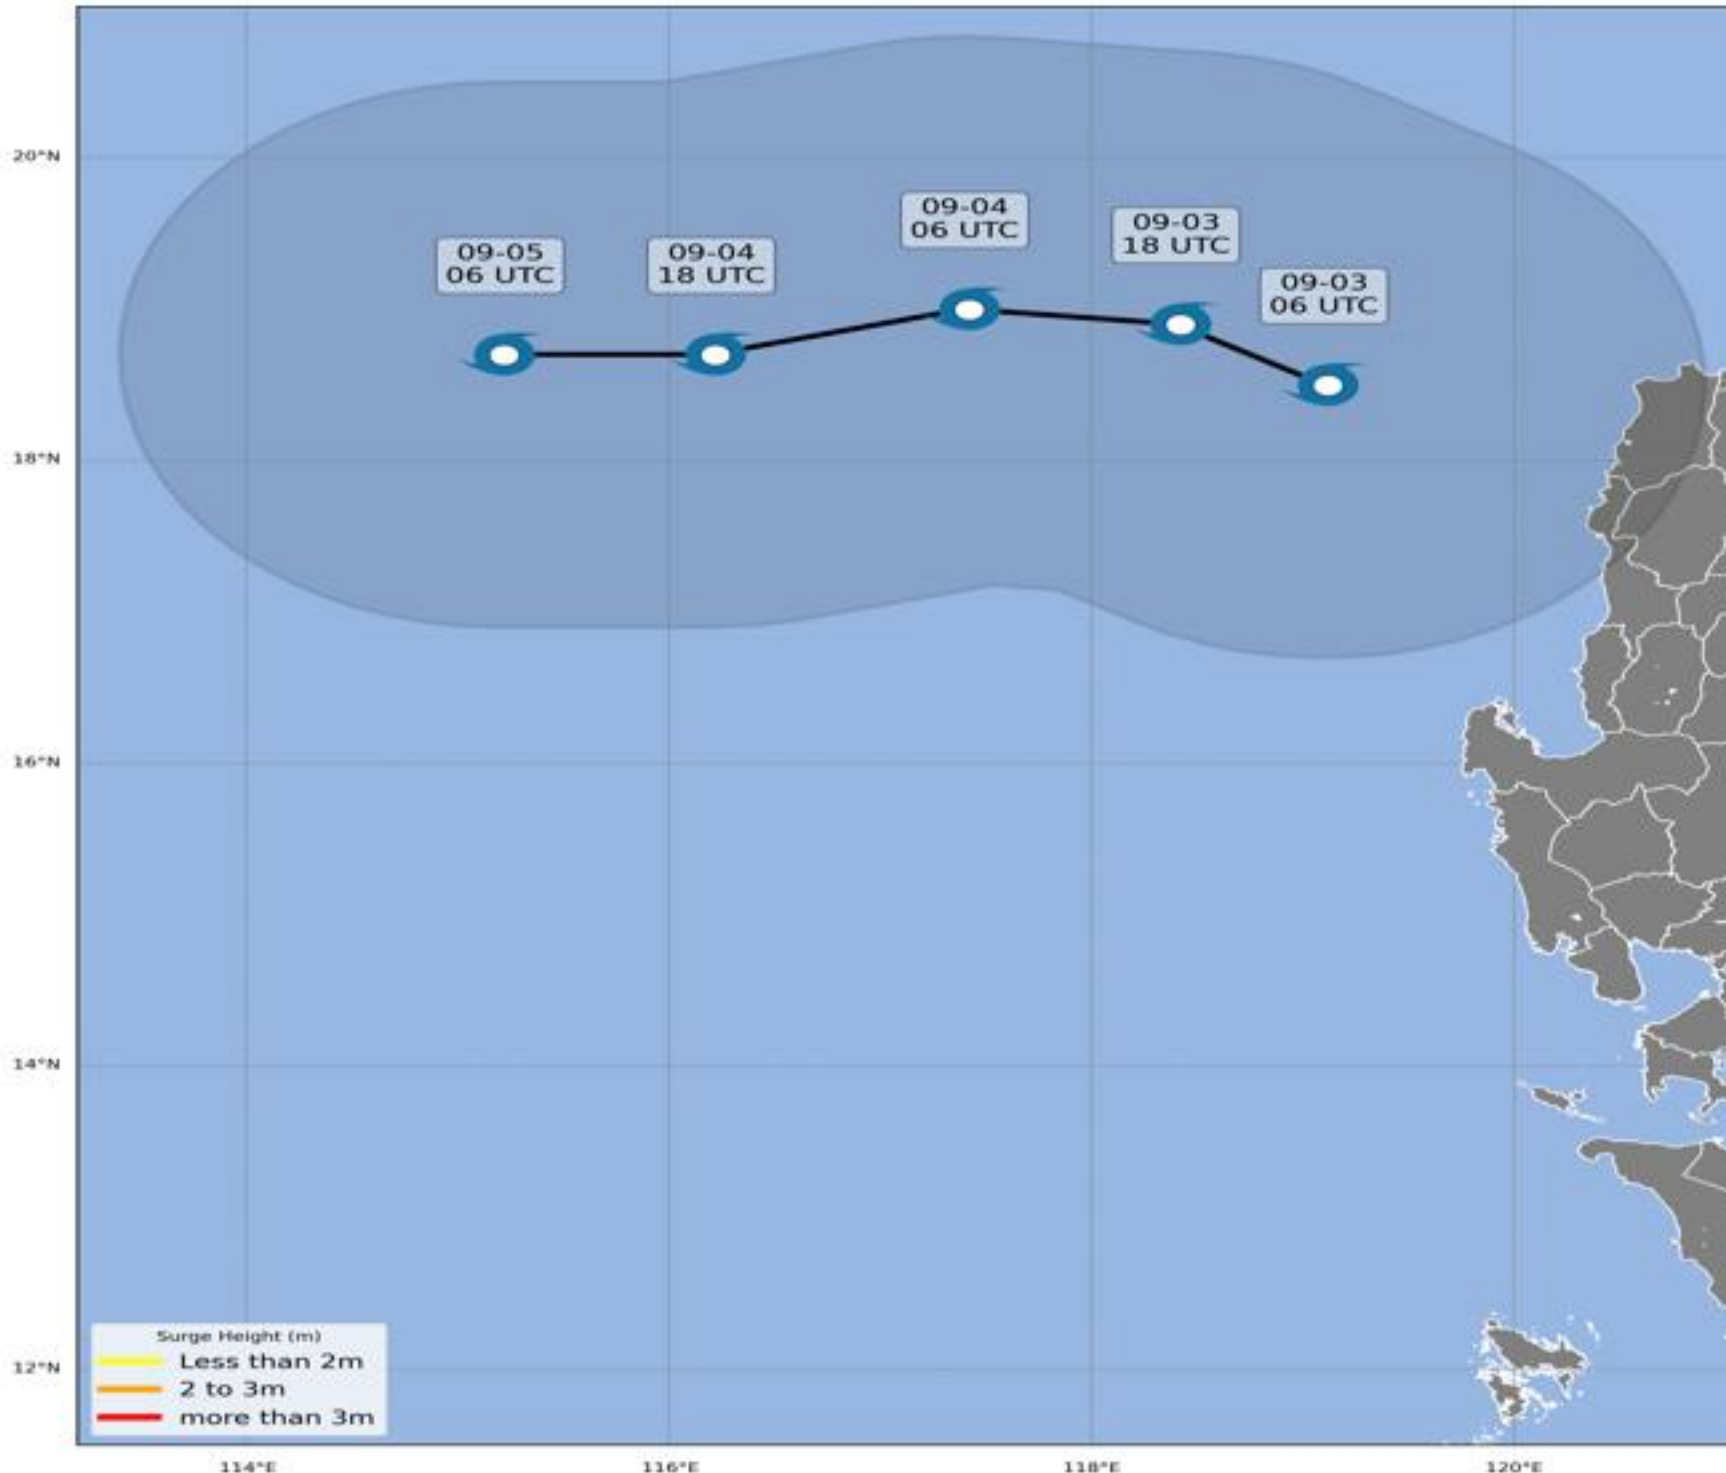 20°N
18°N
16°N
14°N
12°N
09-05
06 UTC
09-04
18 UTC
09-04
06 UTC
09-03
18 UTC
09-03
06 UTC
Surge Height (m)
Less than 2m
2 to 3m
more than 3m
114°E
116°E
118°E
120°E